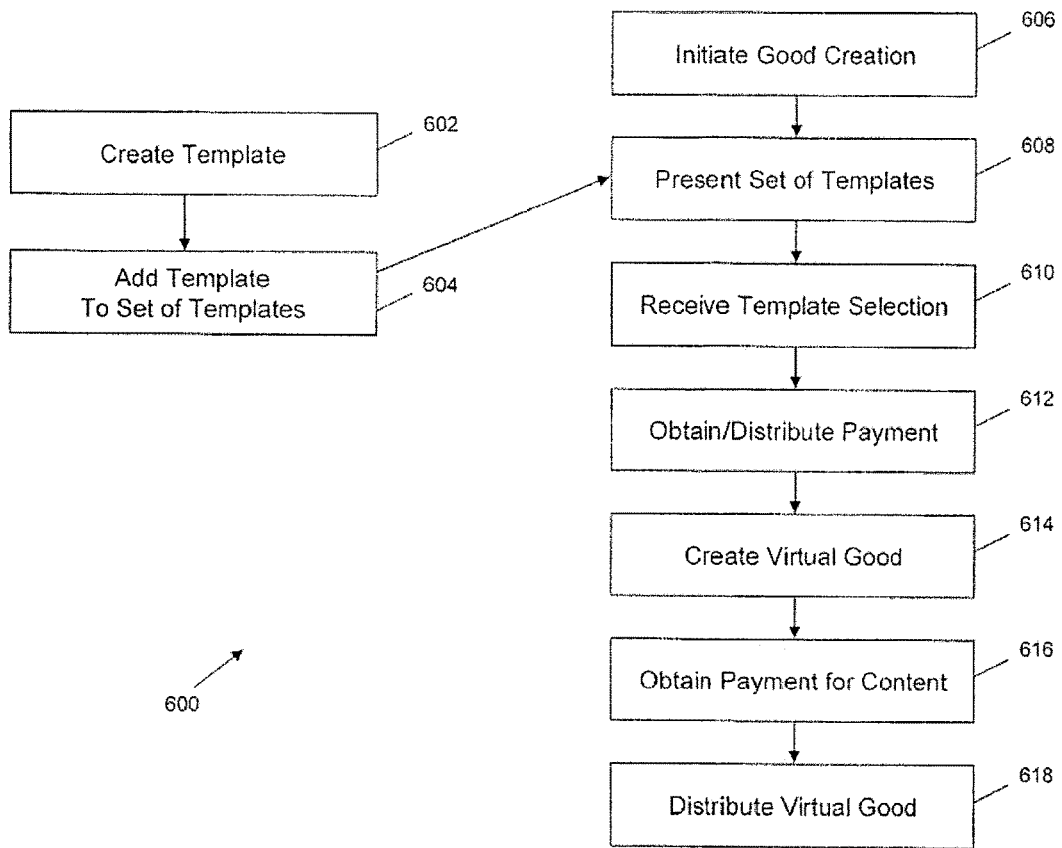 Create Template
602
Add Template
To Set of Templates
604
600
Initiate Good Creation
606
Present Set of Templates
608
Receive Template Selection
610
Obtain/Distribute Payment
612
Create Virtual Good
614
Obtain Payment for Content
616
Distribute Virtual Good
618